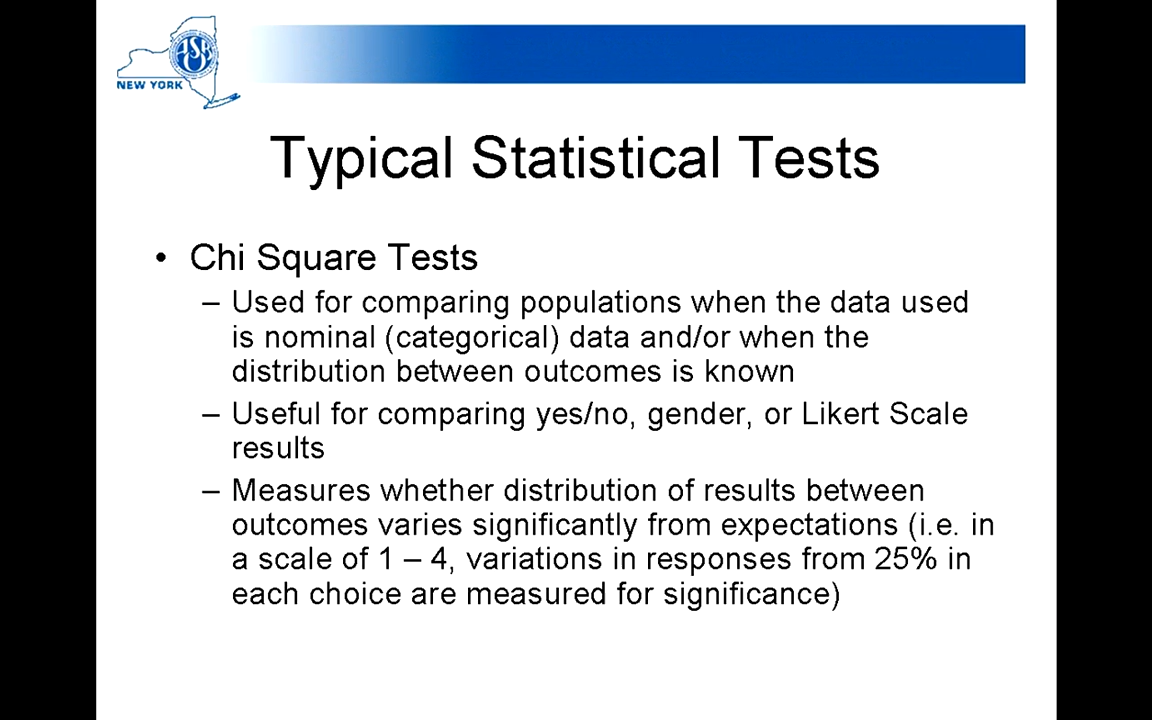 ASBO
NEW YORK
Typical Statistical Tests
• Chi Square Tests
– Used for comparing populations when the data used
is nominal (categorical) data and/or when the
distribution between outcomes is known
– Useful for comparing yes/no, gender, or Likert Scale
results
– Measures whether distribution of results between
outcomes varies significantly from expectations (i.e. in
a scale of 1 – 4, variations in responses from 25% in
each choice are measured for significance)